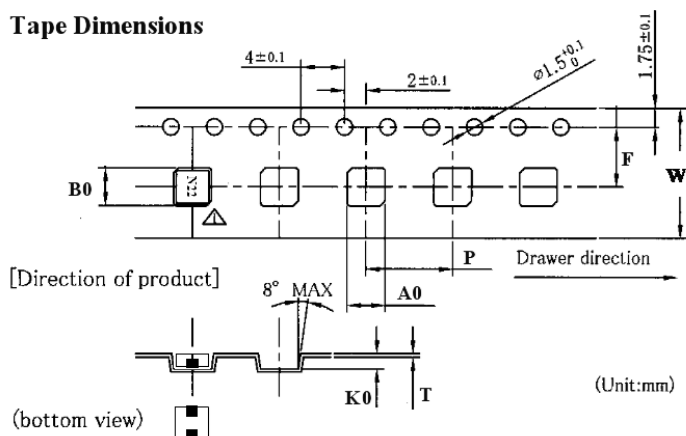 Tape Dimensions
4±0.1
2±0.1
ø1.5 +0.1 0
1.75±0.1
B0
F
W
P
Drawer direction
[Direction of product]
8° MAX
A0
K0
T
(Unit:mm)
(bottom view)